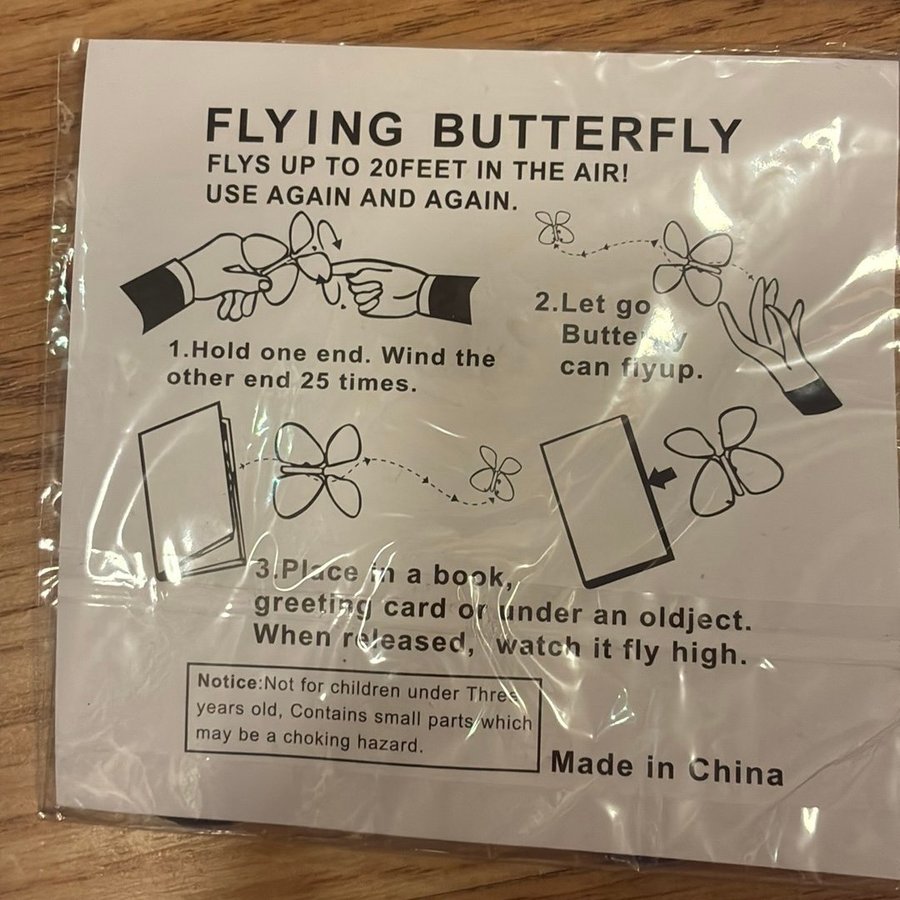 FLYING BUTTERFLY
FLYS UP TO 20FEET IN THE AIR!
USE AGAIN AND AGAIN.
1.Hold one end. Wind the
other end 25 times.
2.Let go
Butterfly
can fiyup.
3.Place in a book,
greeting card or under an oldject.
When released, watch it fly high.
Notice:Not for children under Three
years old, Contains small parts which
may be a choking hazard.
Made in China